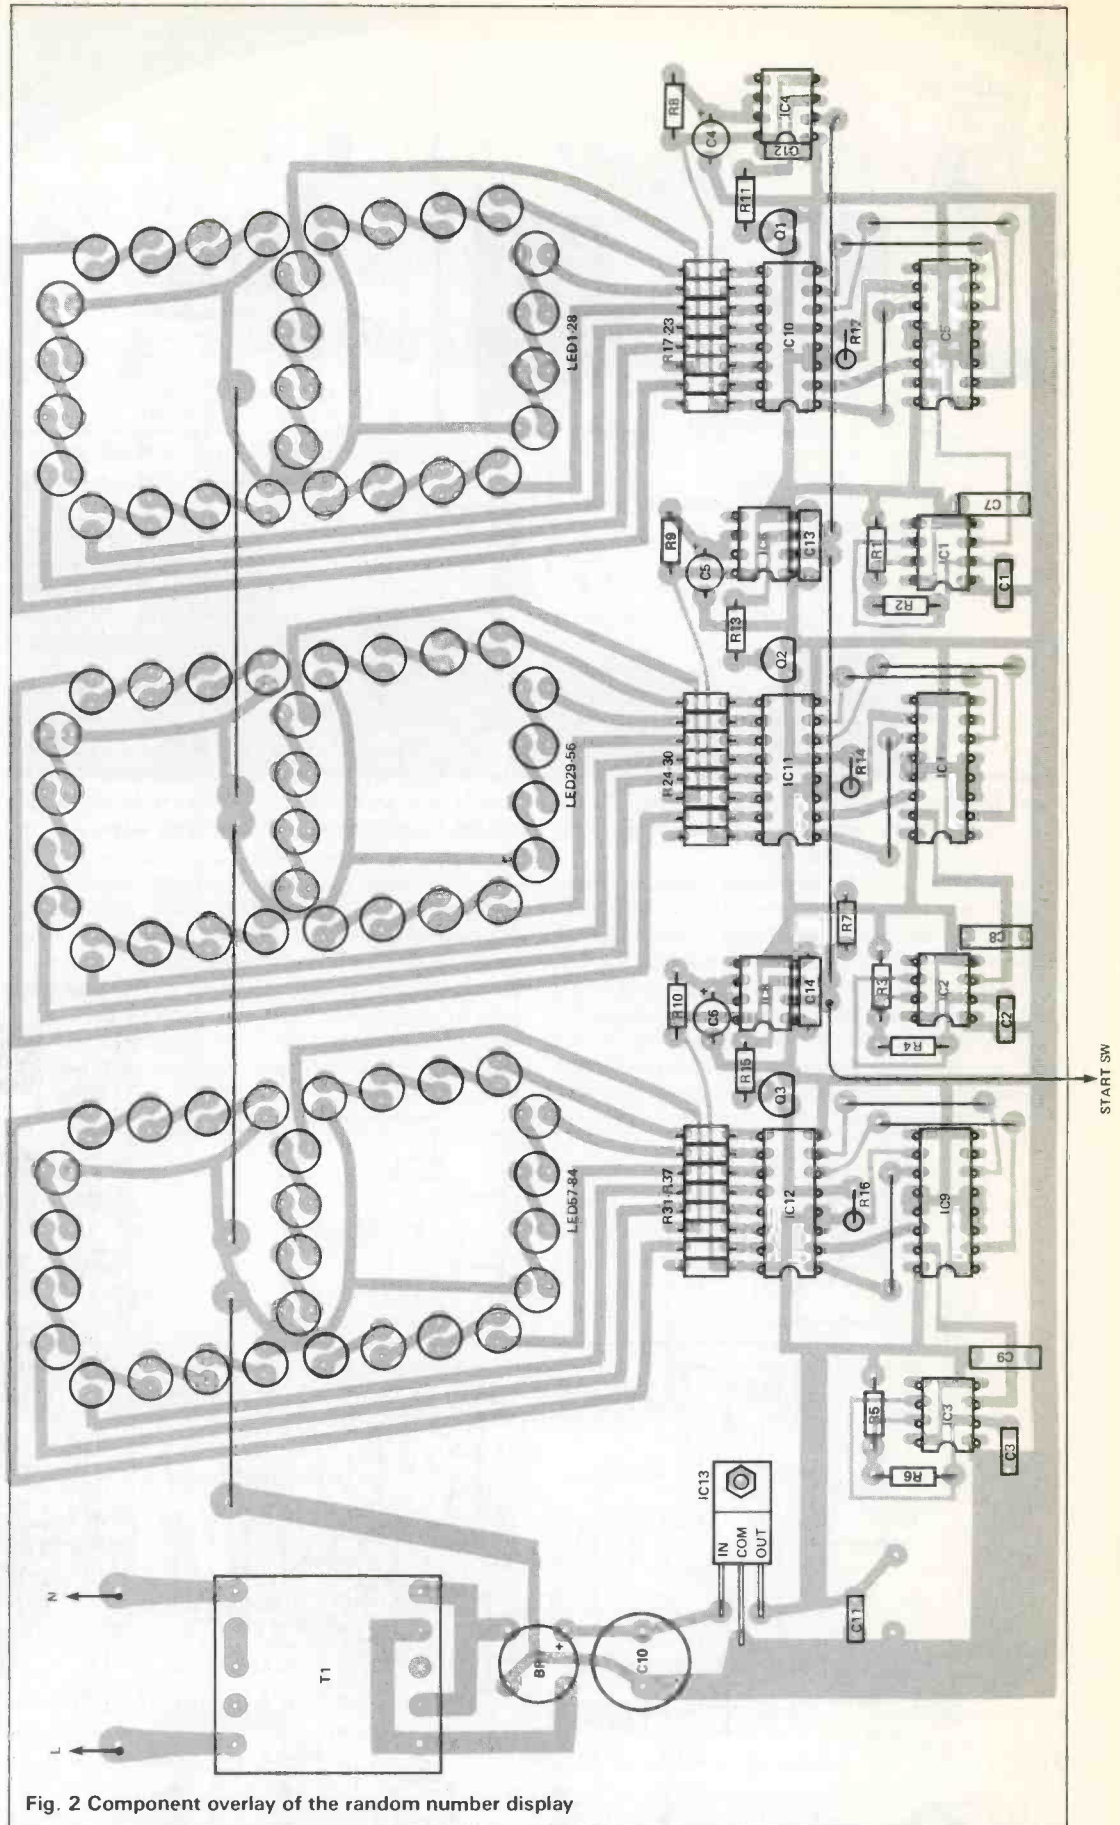 R8
C4
+
IC4
C12
R11
Q1
LED1-28
R17-23
IC10
R12
IC5
C7
R9
C5
+
IC6
C13
R1
IC1
C1
R2
R13
Q2
LED29-56
R24-30
IC11
R14
R7
C8
R10
C6
+
C14
R3
IC2
C2
R4
R15
Q3
START SW
LED57-84
R31-R37
IC12
R16
IC9
C9
R5
IC3
C3
R6
IC13
IN
COM
OUT
N
T1
BR
+
C10
C11
L
Fig. 2 Component overlay of the random number display